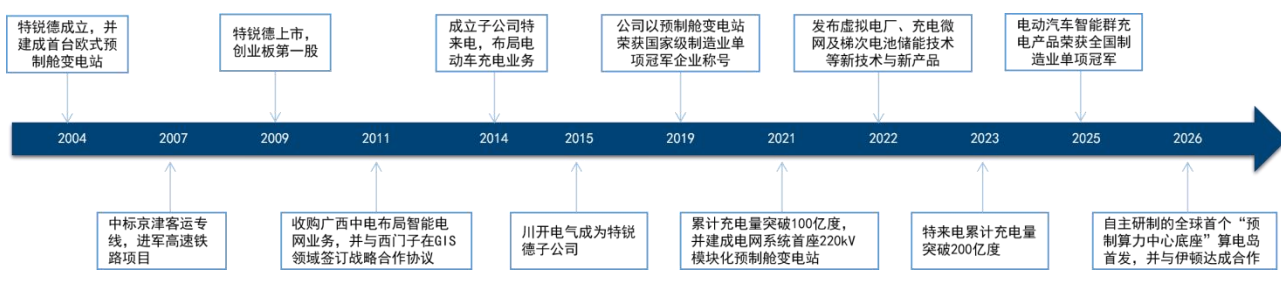 特锐德成立，并
建成首台欧式预
制舱变电站
特锐德上市，
创业板第一股
成立子公司特
来电，布局电
动车充电业务
公司以预制舱变电站
荣获国家级制造业单
项冠军企业称号
发布虚拟电厂、充电微
网及梯次电池储能技术
等新技术与新产品
电动汽车智能群充
电产品荣获全国制
造业单项冠军
2004
2007
2009
2011
2014
2015
2019
2021
2022
2023
2025
2026
中标京津客运专
线，进军高速铁
路项目
收购广西中电布局智能电
网业务，并与西门子在GIS
领域签订战略合作协议
川开电气成为特锐
德子公司
累计充电量突破100亿度，
并建成电网系统首座220kV
模块化预制舱变电站
特来电累计充电量
突破200亿度
自主研制的全球首个“预
制算力中心底座”算电岛
首发，并与伊顿达成合作